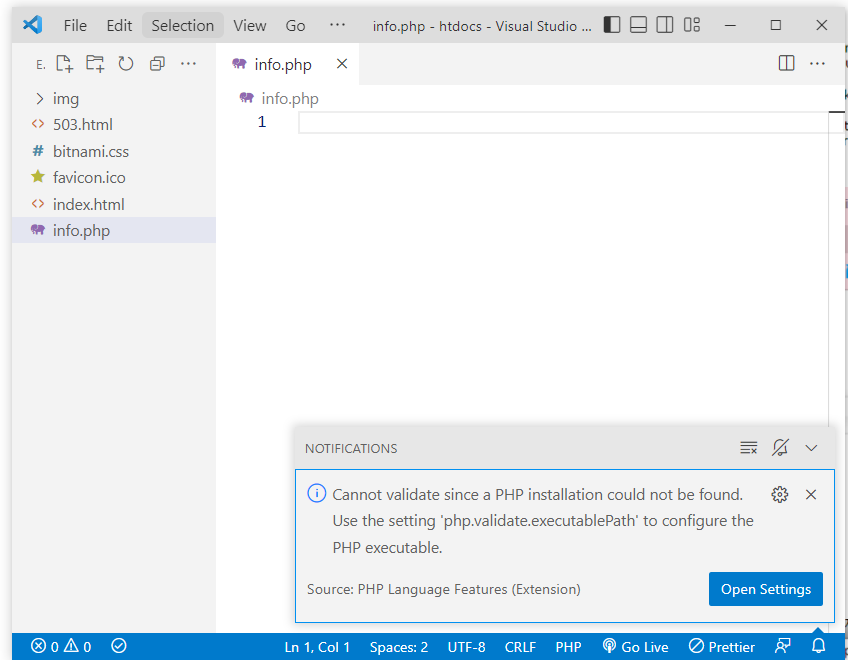 File Edit Selection View Go ··· info.php - htdocs - Visual Studio ...
E. ···
info.php
···
img
info.php
1
503.html
bitnami.css
favicon.ico
index.html
info.php
NOTIFICATIONS
Cannot validate since a PHP installation could not be found.
Use the setting 'php.validate.executablePath' to configure the
PHP executable.
Source: PHP Language Features (Extension)
Open Settings
0 0 Ln 1, Col 1 Spaces: 2 UTF-8 CRLF PHP Go Live Prettier